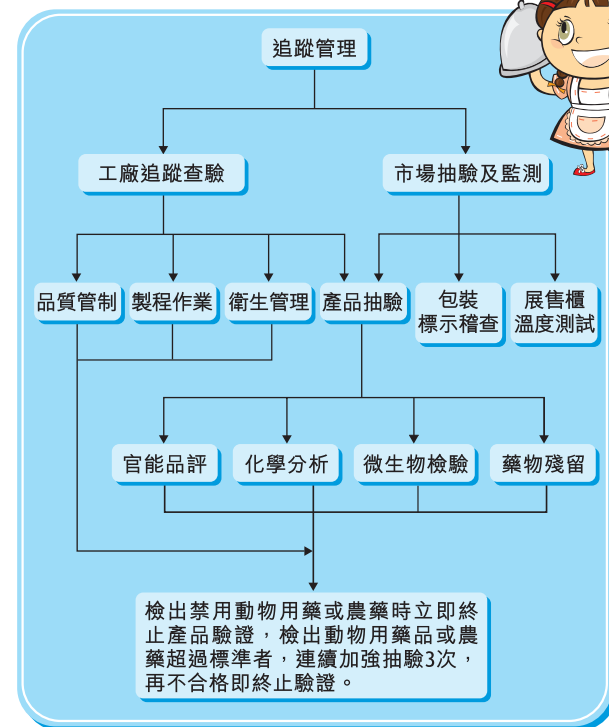 追蹤管理
工廠追蹤查驗
市場抽驗及監測
品質管制
製程作業
衛生管理
產品抽驗
包裝
標示稽查
展售櫃
溫度測試
官能品評
化學分析
微生物檢驗
藥物殘留
檢出禁用動物用藥或農藥時立即終
止產品驗證，檢出動物用藥品或農
藥超過標準者，連續加強抽驗3次，
再不合格即終止驗證。